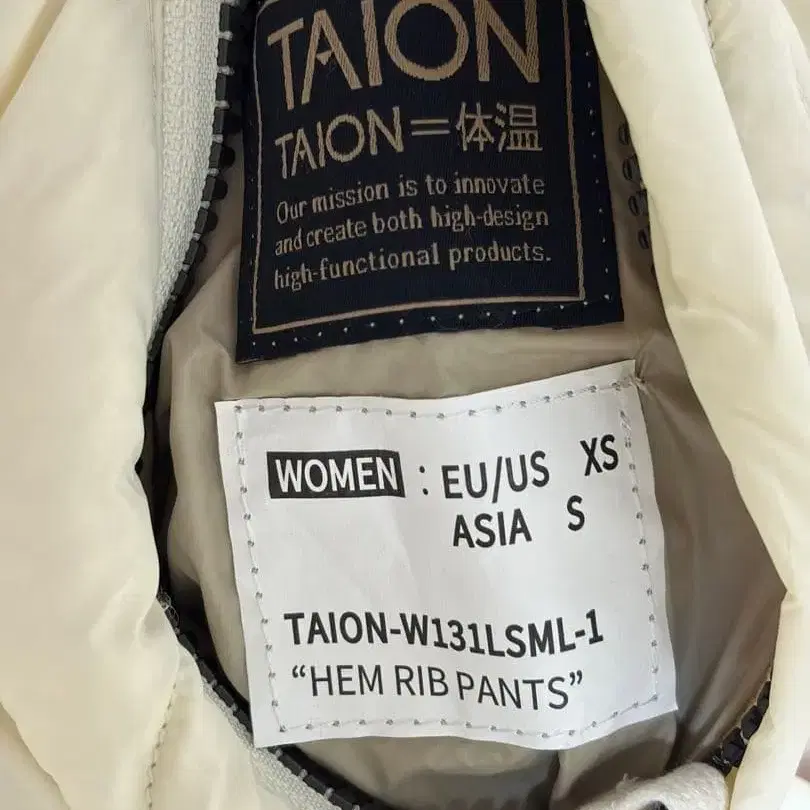 TAION
TAION=体温
Our mission is to innovate
and create both high-design
high-functional products.
WOMEN : EU/US XS
ASIA S
TAION-W131LSML-1
“HEM RIB PANTS”